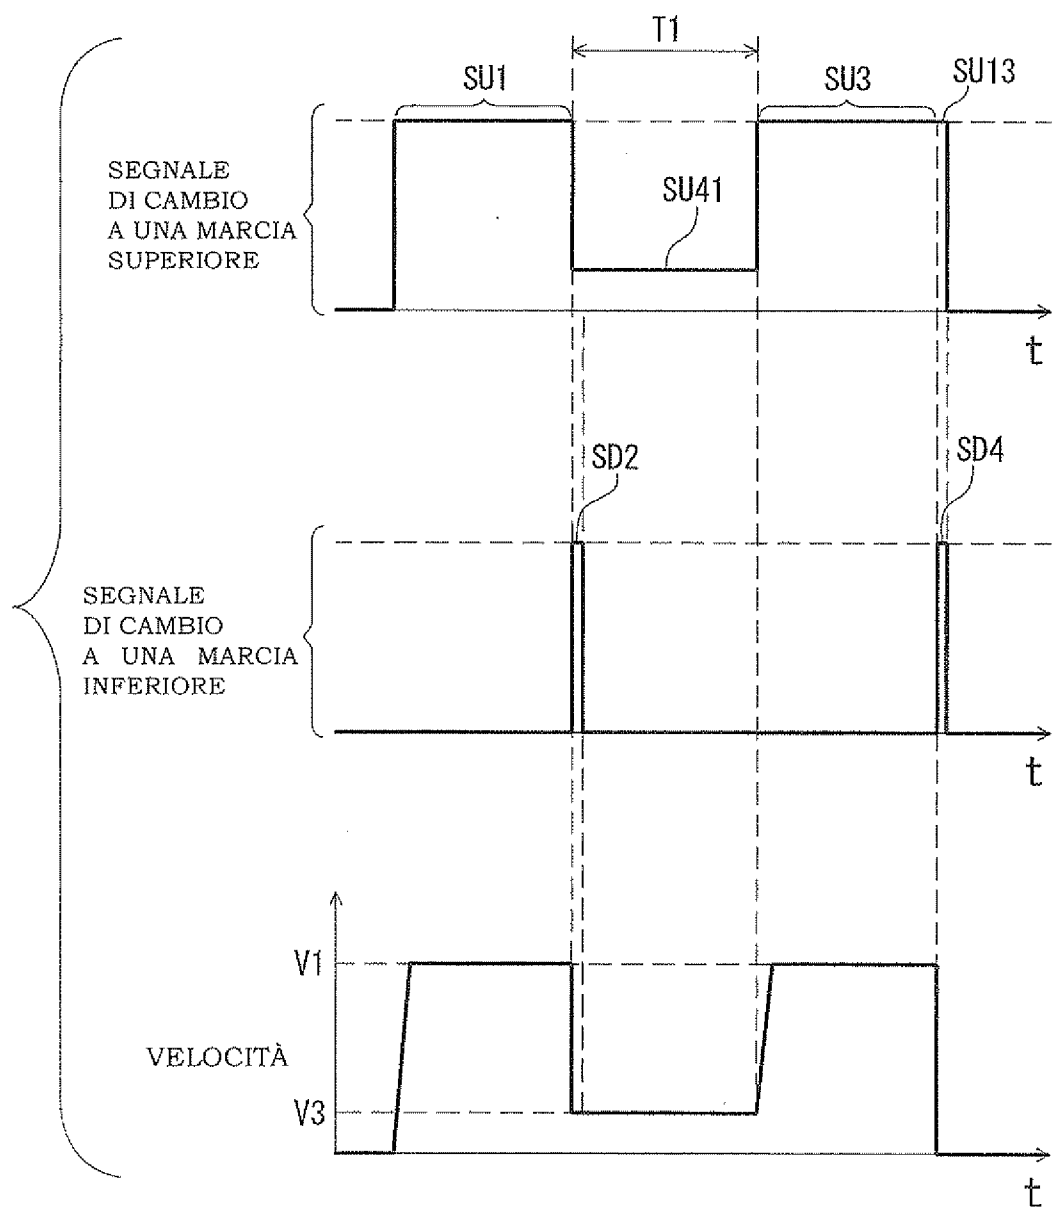 T1
SU1
SU3
SU13
SEGNALE
DI CAMBIO
A UNA MARCIA
SUPERIORE
SU41
t
SD2
SD4
SEGNALE
DI CAMBIO
A UNA MARCIA
INFERIORE
t
V1
VELOCITÀ
V3
t